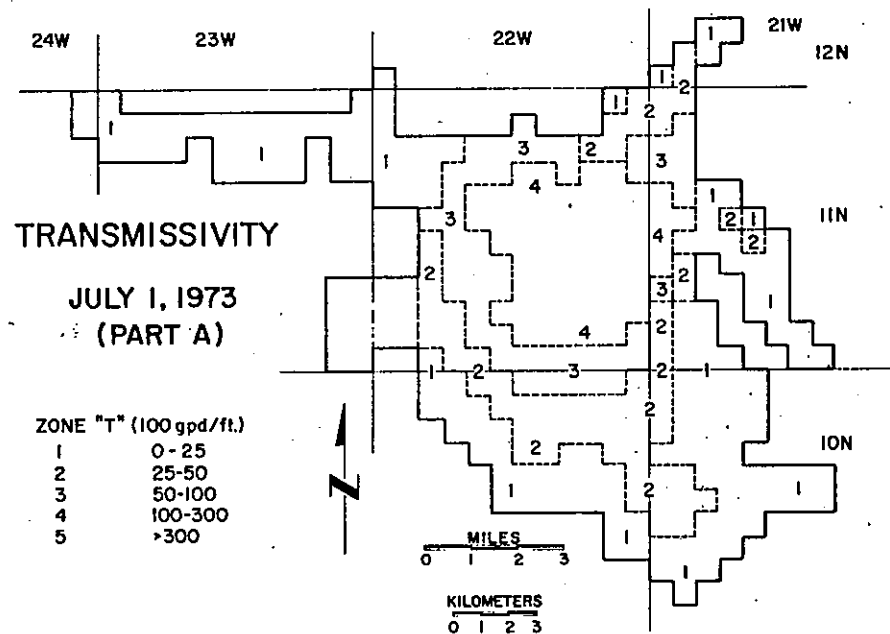 24W 23W 22W 21W
12N
1
1 2
1 2
1
3 2
1 1 3
4
1
TRANSMISSIVITY
3 2 1
2
4
11N
2
2
JULY 1, 1973
3
1
(PART A)
2
4
1 2 3 2 1
ZONE "T" (100 gpd/ft.)
1 0-25
2 25-50
3 50-100
4 100-300
5 >300
2
2
10N
N
1 2 1
1
MILES
0 1 2 3
1
KILOMETERS
0 1 2 3